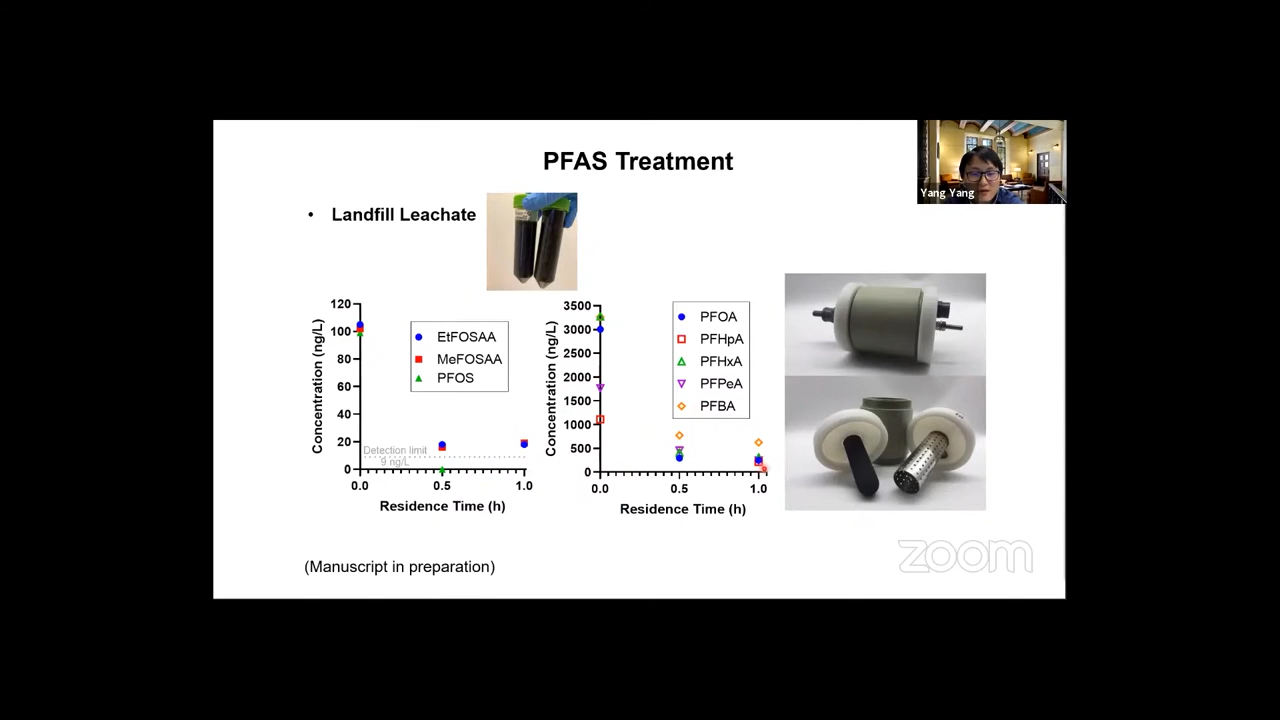 PFAS Treatment
Yang Yang
• Landfill Leachate
120
100
80
60
40
20
0
Concentration (ng/L)
EtFOSAA
MeFOSAA
PFOS
Detection limit
9 ng/L
0.0 0.5 1.0
Residence Time (h)
3500
3000
2500
2000
1500
1000
500
0
Concentration (ng/L)
PFOA
PFHpA
PFHxA
PFPeA
PFBA
0.0 0.5 1.0
Residence Time (h)
(Manuscript in preparation)
zoom